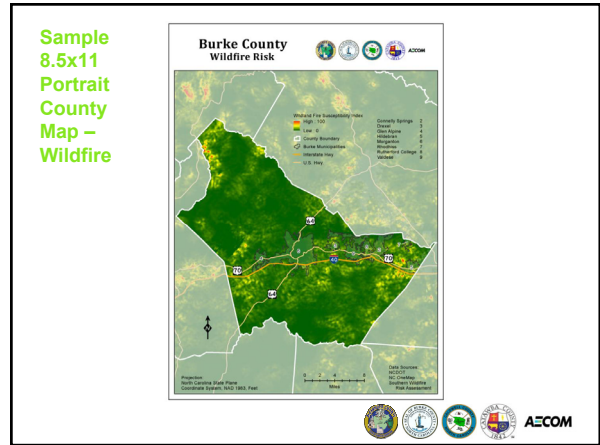 Sample
8.5x11
Portrait
County
Map –
Wildfire
Burke County
Wildfire Risk
AECOM
Wildland Fire Susceptibility Index
High : 100
Low : 0
County Boundary
Burke Municipalities
Interstate Hwy
U.S. Hwy
Connelly Springs 2
Drexel 3
Glen Alpine 4
Hildebran 5
Morganton 6
Rhodhiss 7
Rutherford College 8
Valdese 9
64
70
40
70
64
Projection:
North Carolina State Plane
Coordinate System, NAD 1983, Feet
Miles
Data Sources:
NCDOT
NC OneMap
Southern Wildfire
Risk Assessment
AECOM